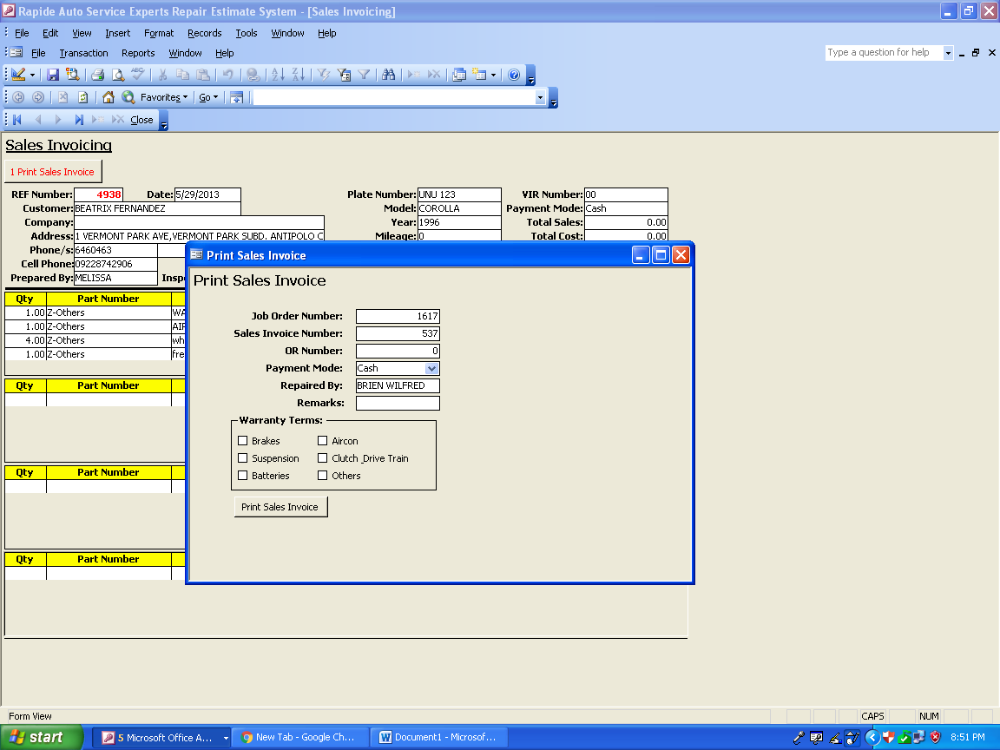 Rapide Auto Service Experts Repair Estimate System - [Sales Invoicing]
File Edit View Insert Format Records Tools Window Help
File Transaction Reports Window Help
Type a question for help
Favorites Go
Close
Sales Invoicing
1 Print Sales Invoice
REF Number: 4938 Date: 5/29/2013 Plate Number: UNU 123 VIR Number: 00
Customer: BEATRIX FERNANDEZ Model: COROLLA Payment Mode: Cash
Company: Year: 1996 Total Sales: 0.00
Address: 1 VERMONT PARK AVE,VERMONT PARK SUBD. ANTIPOLO C Mileage: 0 Total Cost: 0.00
Phone/s: 6460463
Cell Phone: 09228742906
Prepared By: MELISSA Inspe
Qty Part Number
1.00 Z-Others WA
1.00 Z-Others AIR
4.00 Z-Others wh
1.00 Z-Others fre
Qty Part Number
Qty Part Number
Qty Part Number
Print Sales Invoice
Print Sales Invoice
Job Order Number: 1617
Sales Invoice Number: 537
OR Number: 0
Payment Mode: Cash
Repaired By: BRIEN WILFRED
Remarks:
Warranty Terms:
Brakes Aircon
Suspension Clutch _Drive Train
Batteries Others
Print Sales Invoice
Form View CAPS NUM
start 5 Microsoft Office A... New Tab - Google Ch... Document1 - Microsof... 8:51 PM